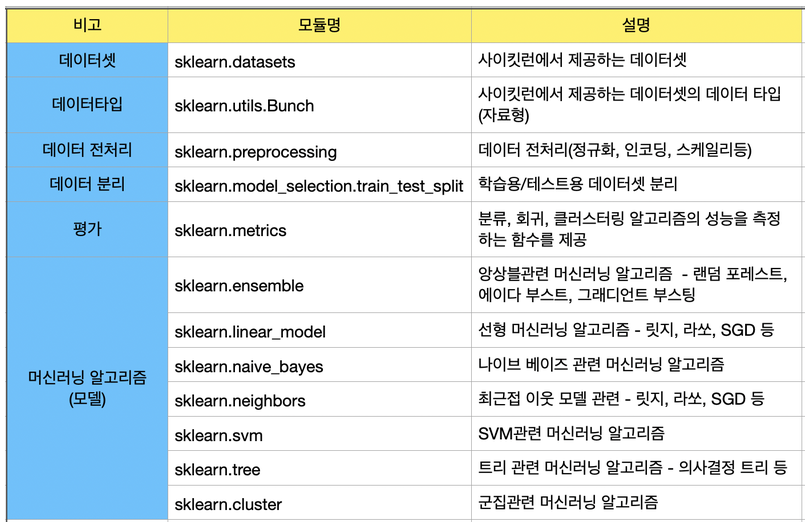 비고 모듈명 설명
데이터셋 sklearn.datasets 사이킷런에서 제공하는 데이터셋
데이터타입 sklearn.utils.Bunch 사이킷런에서 제공하는 데이터셋의 데이터 타입
(자료형)
데이터 전처리 sklearn.preprocessing 데이터 전처리(정규화, 인코딩, 스케일리등)
데이터 분리 sklearn.model_selection.train_test_split 학습용/테스트용 데이터셋 분리
평가 sklearn.metrics 분류, 회귀, 클러스터링 알고리즘의 성능을 측정
하는 함수를 제공
머신러닝 알고리즘
(모델)
sklearn.ensemble 앙상블관련 머신러닝 알고리즘 - 랜덤 포레스트,
에이다 부스트, 그래디언트 부스팅
sklearn.linear_model 선형 머신러닝 알고리즘 - 릿지, 라쏘, SGD 등
sklearn.naive_bayes 나이브 베이즈 관련 머신러닝 알고리즘
sklearn.neighbors 최근접 이웃 모델 관련 - 릿지, 라쏘, SGD 등
sklearn.svm SVM관련 머신러닝 알고리즘
sklearn.tree 트리 관련 머신러닝 알고리즘 - 의사결정 트리 등
sklearn.cluster 군집관련 머신러닝 알고리즘